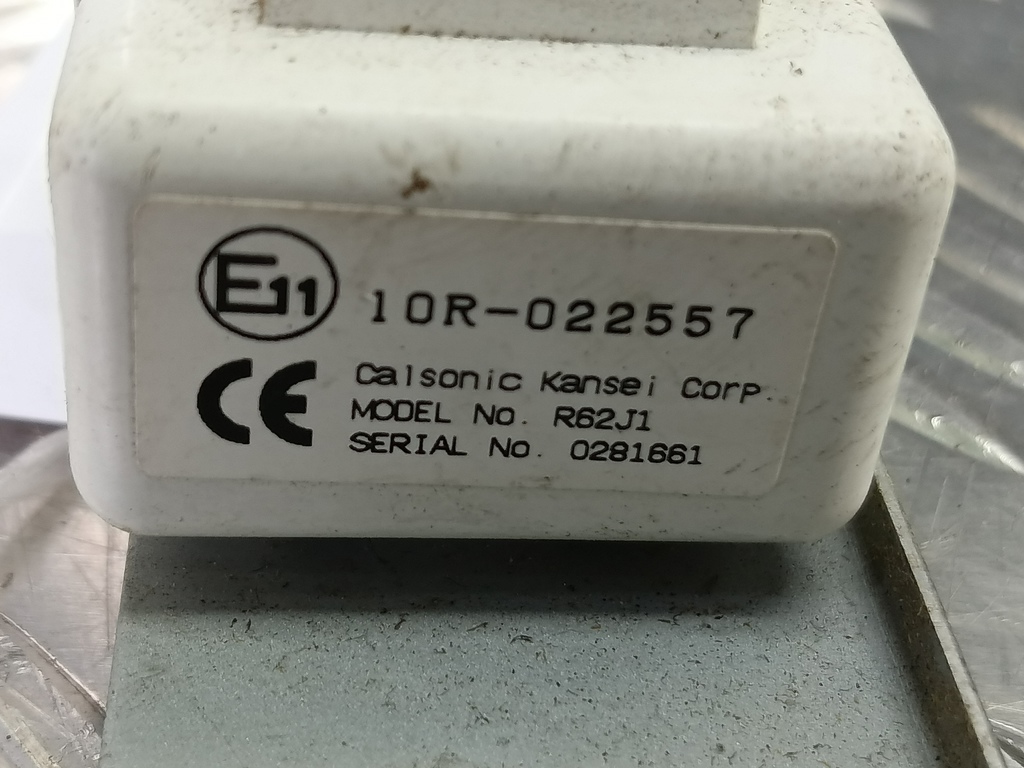 E11 10R-022557
CE Calsonic Kansei Corp.
MODEL No. R62J1
SERIAL No. 0281661